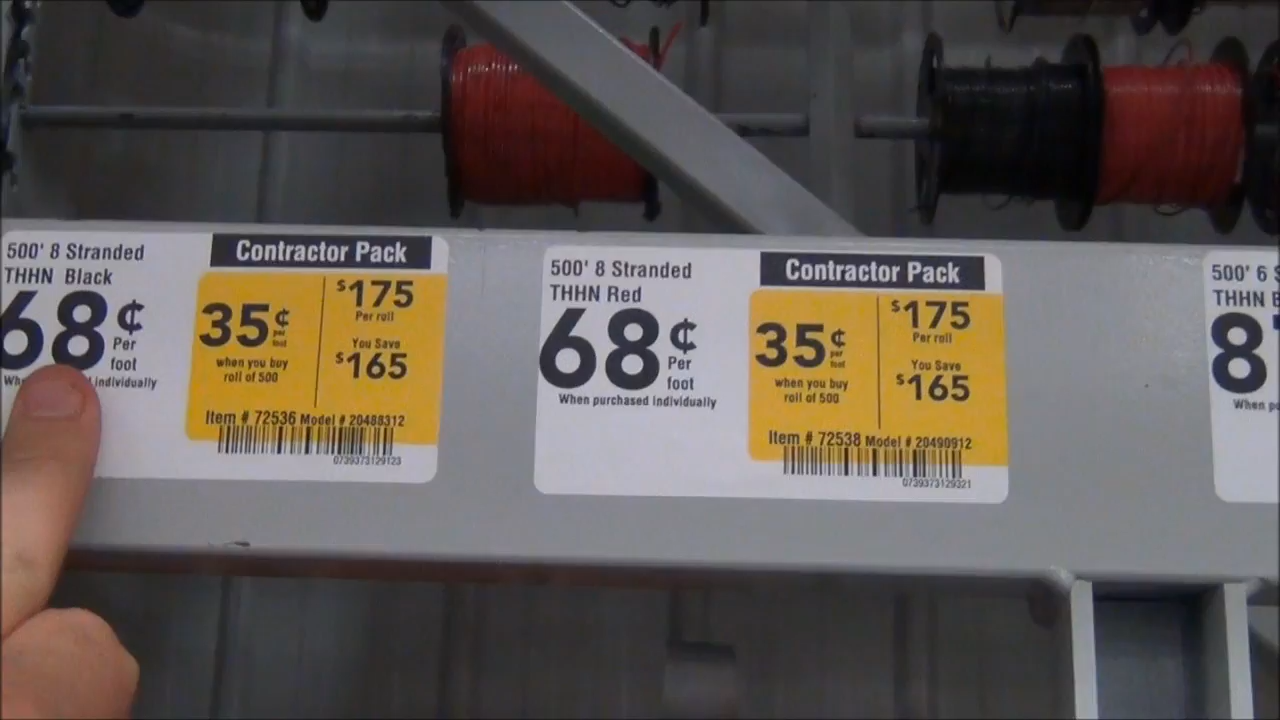 500' 8 Stranded
THHN Black
68¢ Per foot
individually
Contractor Pack
35¢ per foot
when you buy
roll of 500
$175
Per roll
You Save
$165
Item # 72536 Model # 20488312
0739373129123
500' 8 Stranded
THHN Red
68¢ Per foot
When purchased individually
Contractor Pack
35¢ per foot
when you buy
roll of 500
$175
Per roll
You Save
$165
Item # 72538 Model # 20490912
0739373129321
500' 6
THHN
8
When